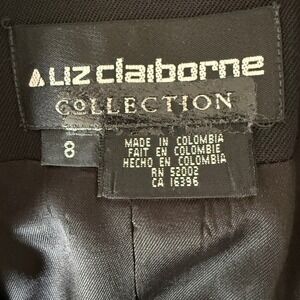 LIZ claiborne
COLLECTION
8
MADE IN COLOMBIA
FAIT EN COLOMBIE
HECHO EN COLOMBIA
RN 52002
CA 16396